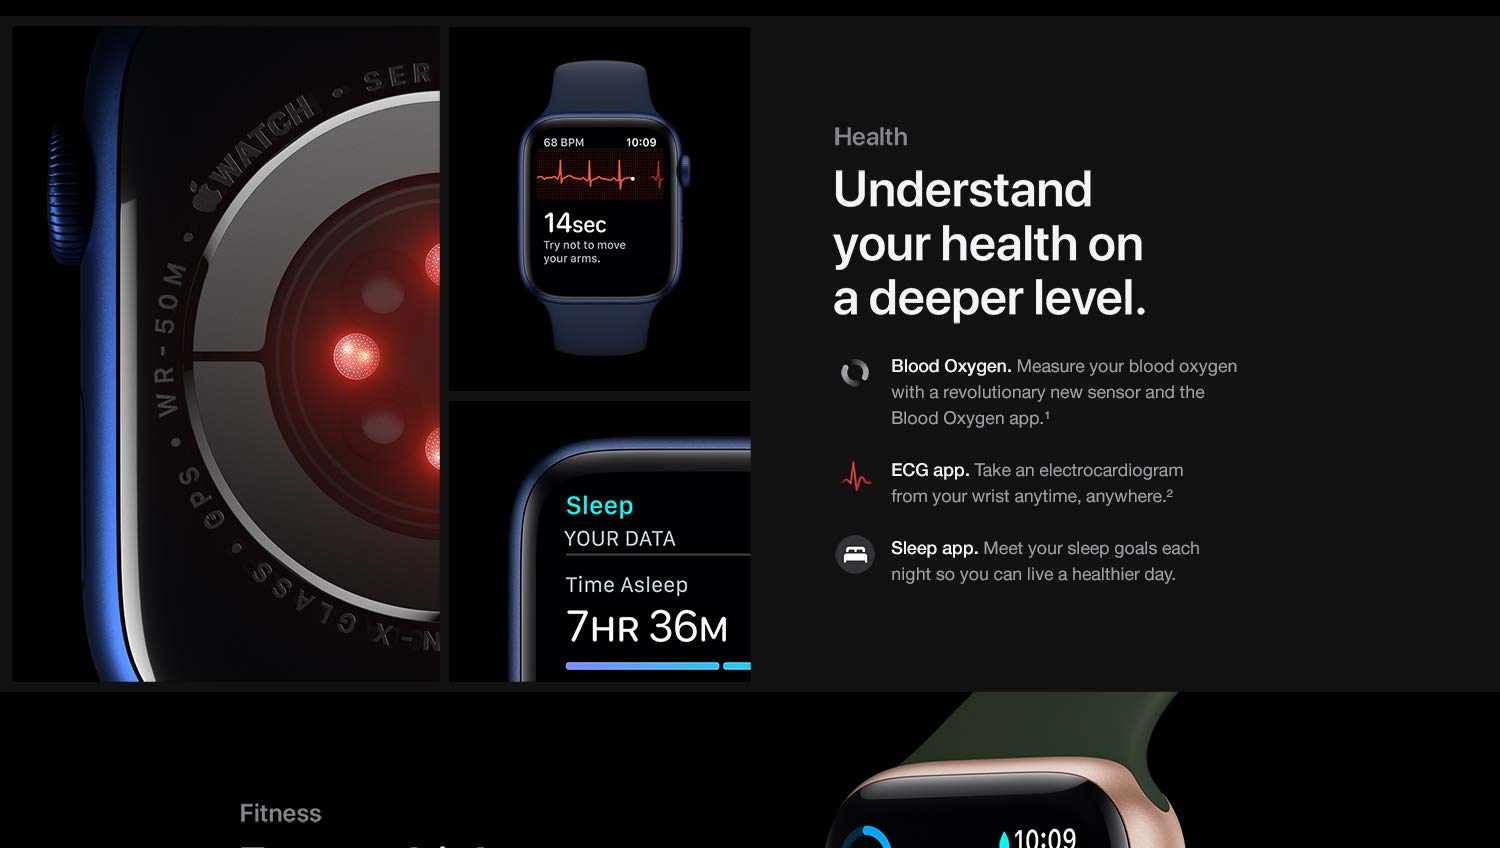 WATCH • SER
• WR-50M •
• GPS •
N-X GLASS
68 BPM 10:09
14SEC
Try not to move
your arms.
Sleep
YOUR DATA
Time Asleep
7HR 36M
Health
Understand
your health on
a deeper level.
Blood Oxygen. Measure your blood oxygen
with a revolutionary new sensor and the
Blood Oxygen app.¹
ECG app. Take an electrocardiogram
from your wrist anytime, anywhere.²
Sleep app. Meet your sleep goals each
night so you can live a healthier day.
Fitness
10:09